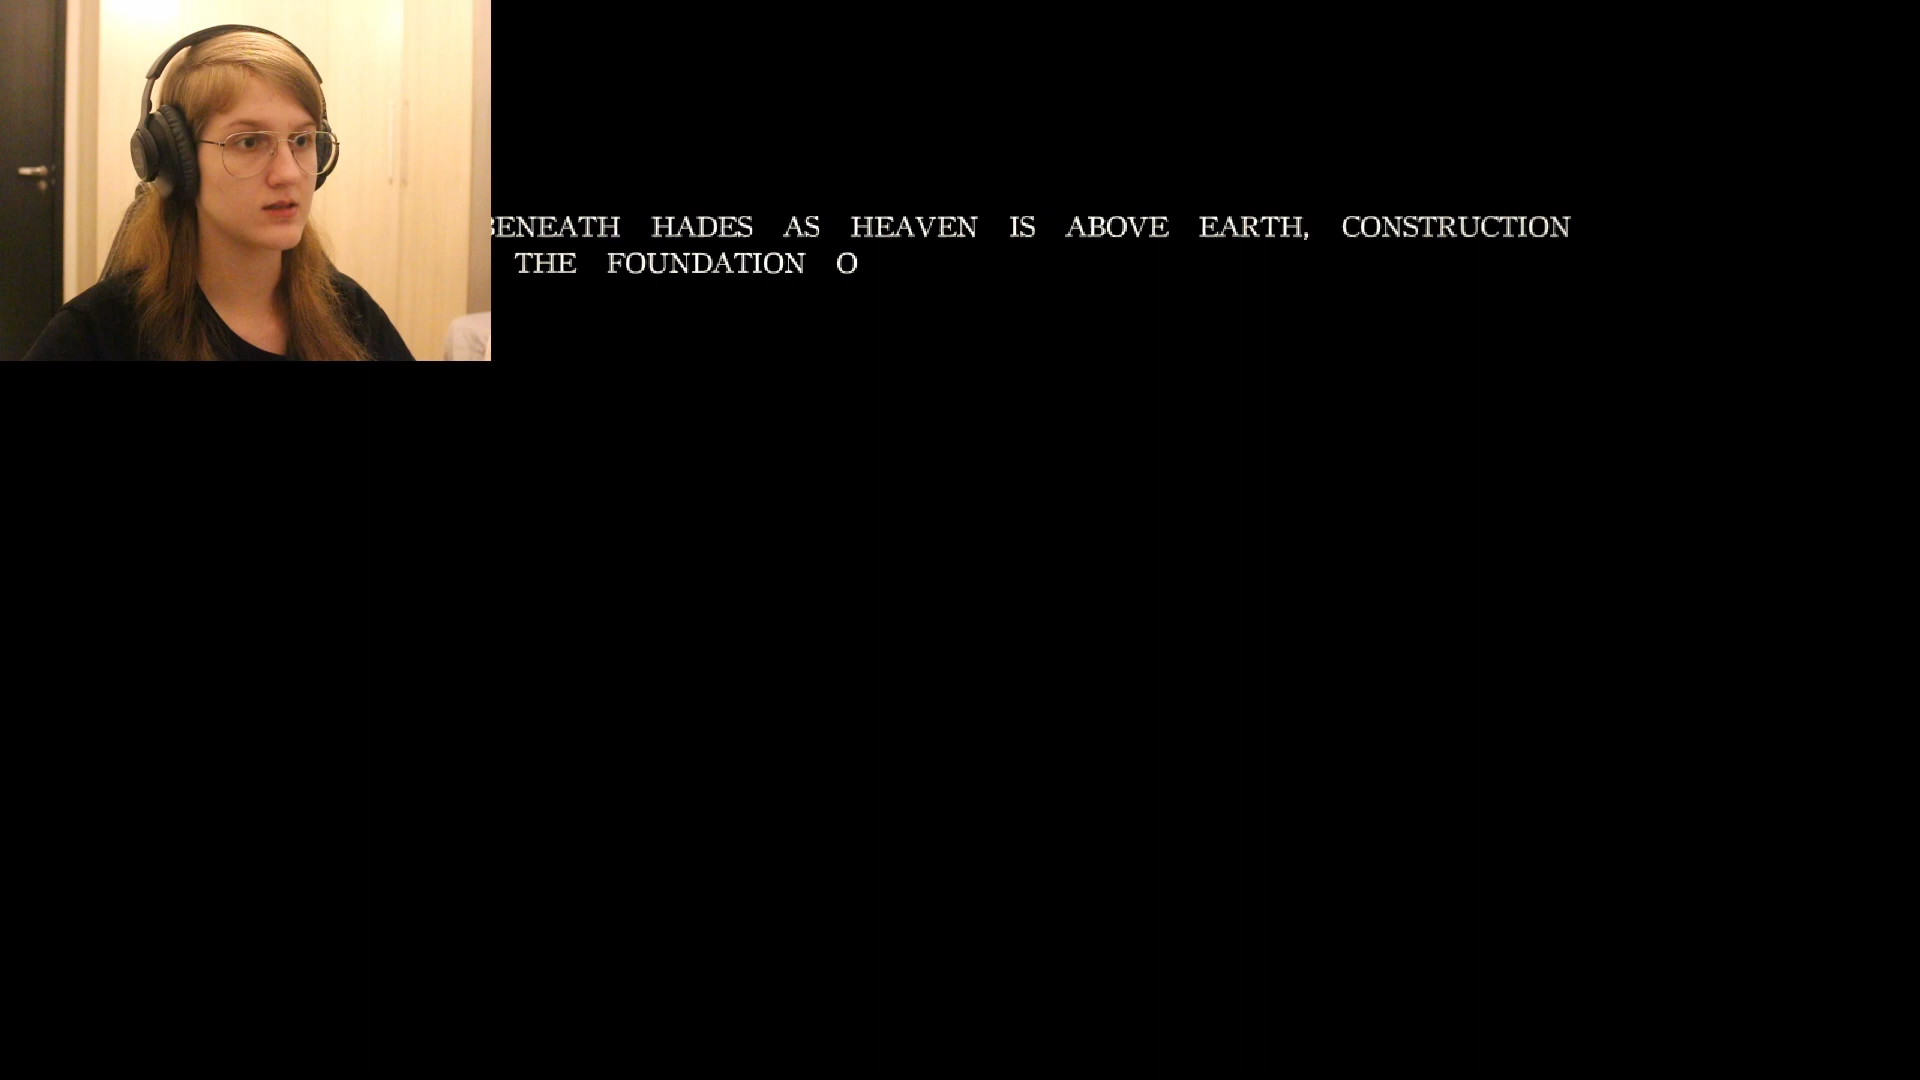 BENEATH HADES AS HEAVEN IS ABOVE EARTH, CONSTRUCTION
THE FOUNDATION O